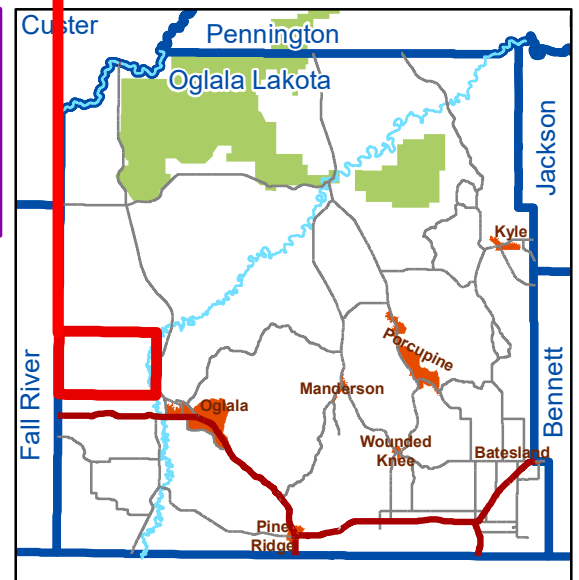 Custer
Pennington
Oglala Lakota
Jackson
Kyle
Porcupine
Fall River
Manderson
Oglala
Bennett
Wounded
Knee
Batesland
Pine
Ridge